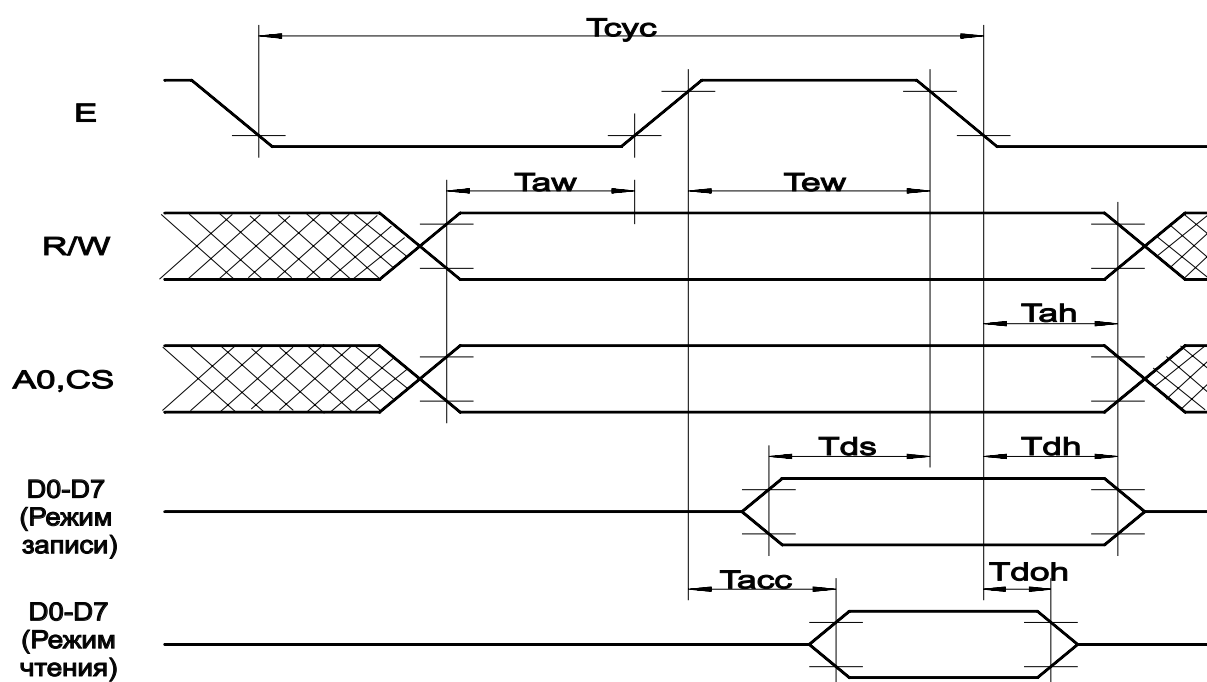 Tcyc
E
Taw
Tew
R/W
Tah
A0,CS
Tds
Tdh
D0-D7
(Режим
записи)
Tacc
Tdoh
D0-D7
(Режим
чтения)